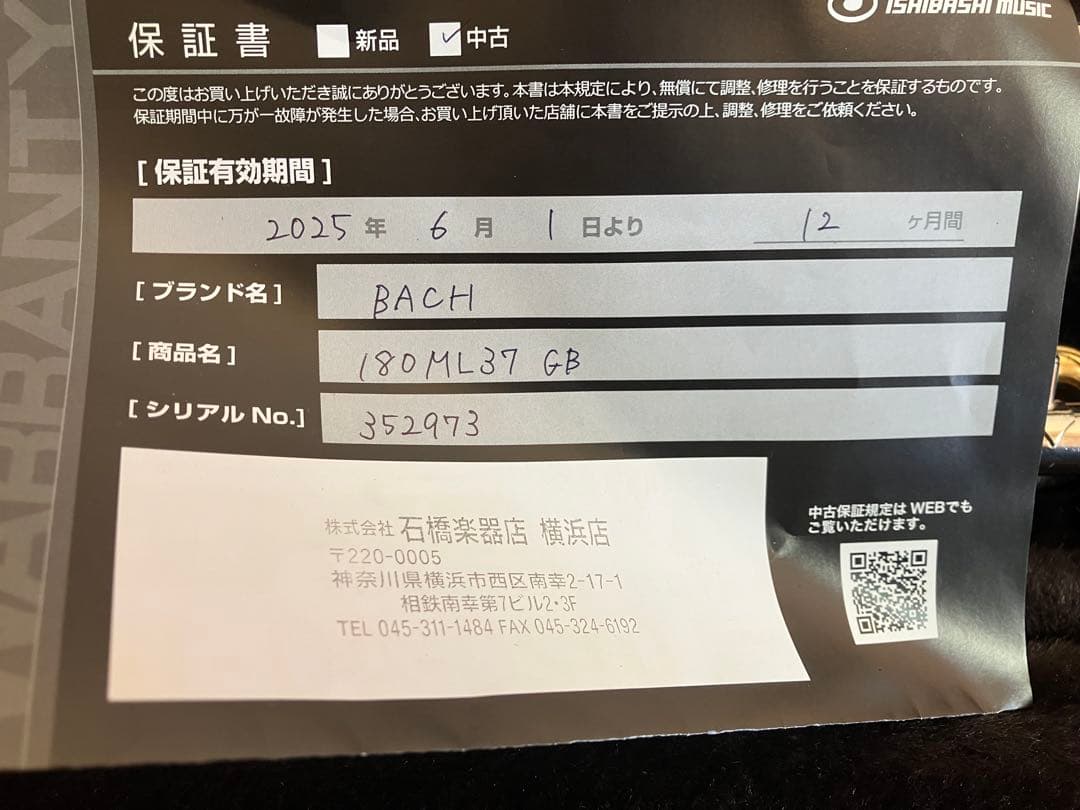 ISHIBASHI MUSIC
保証書 新品 ✓中古
この度はお買い上げいただき誠にありがとうございます。本書は本規定により、無償にて調整、修理を行うことを保証するものです。
保証期間中に万が一故障が発生した場合、お買い上げ頂いた店舗に本書をご提示の上、調整、修理をご依頼ください。
[ 保証有効期間 ]
2025 年 6 月 1 日より 12 ヶ月間
[ ブランド名 ] BACH
[ 商品名 ] 180ML37 GB
[ シリアル No.] 352973
株式会社 石橋楽器店 横浜店
〒220-0005
神奈川県横浜市西区南幸2-17-1
相鉄南幸第7ビル2・3F
TEL 045-311-1484 FAX 045-324-6192
中古保証規定は WEBでも
ご覧いただけます。
WARRANTY